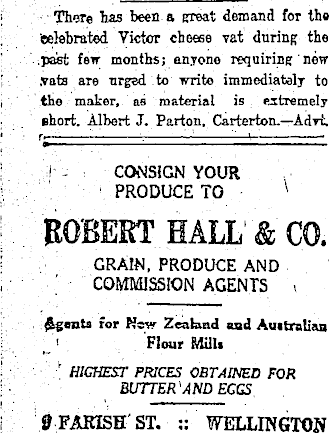 There has been a great demand for the
celebrated Victor cheese vat during the
past few months; anyone requiring new
vats are urged to write immediately to
the maker, as material is extremely
short. Albert J. Parton, Carterton.—Advt.
CONSIGN YOUR
PRODUCE TO
ROBERT HALL & CO.
GRAIN, PRODUCE AND
COMMISSION AGENTS
Agents for New Zealand and Australian
Flour Mills
HIGHEST PRICES OBTAINED FOR
BUTTER AND EGGS
9 FARISH ST. :: WELLINGTON